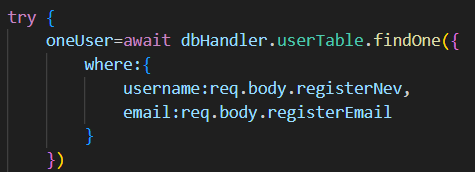 try {
    oneUser=await dbHandler.userTable.findOne({
        where:{
            username:req.body.registerNev,
            email:req.body.registerEmail
        }
    })